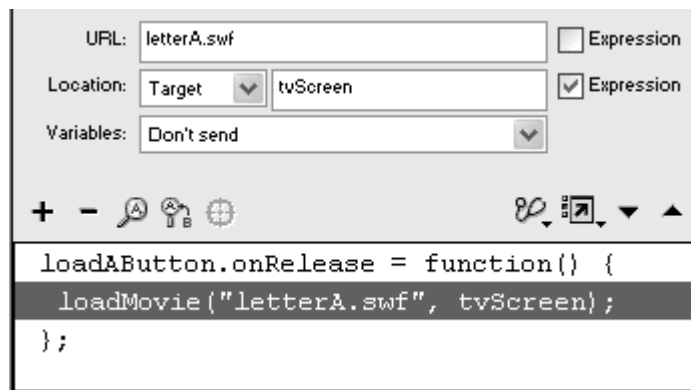 URL: letterA.swf Expression
Location: Target tvScreen Expression
Variables: Don't send
loadAButton.onRelease = function() {
loadMovie("letterA.swf", tvScreen);
};